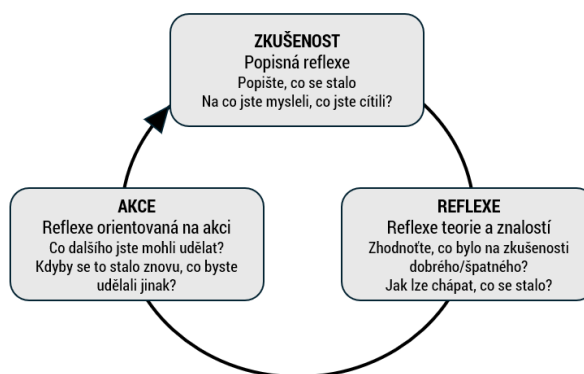 ZKUŠENOST
Popisná reflexe
Popište, co se stalo
Na co jste mysleli, co jste cítili?
AKCE
Reflexe orientovaná na akci
Co dalšího jste mohli udělat?
Kdyby se to stalo znovu, co byste
udělali jinak?
REFLEXE
Reflexe teorie a znalostí
Zhodnoťte, co bylo na zkušenosti
dobrého/špatného?
Jak lze chápat, co se stalo?